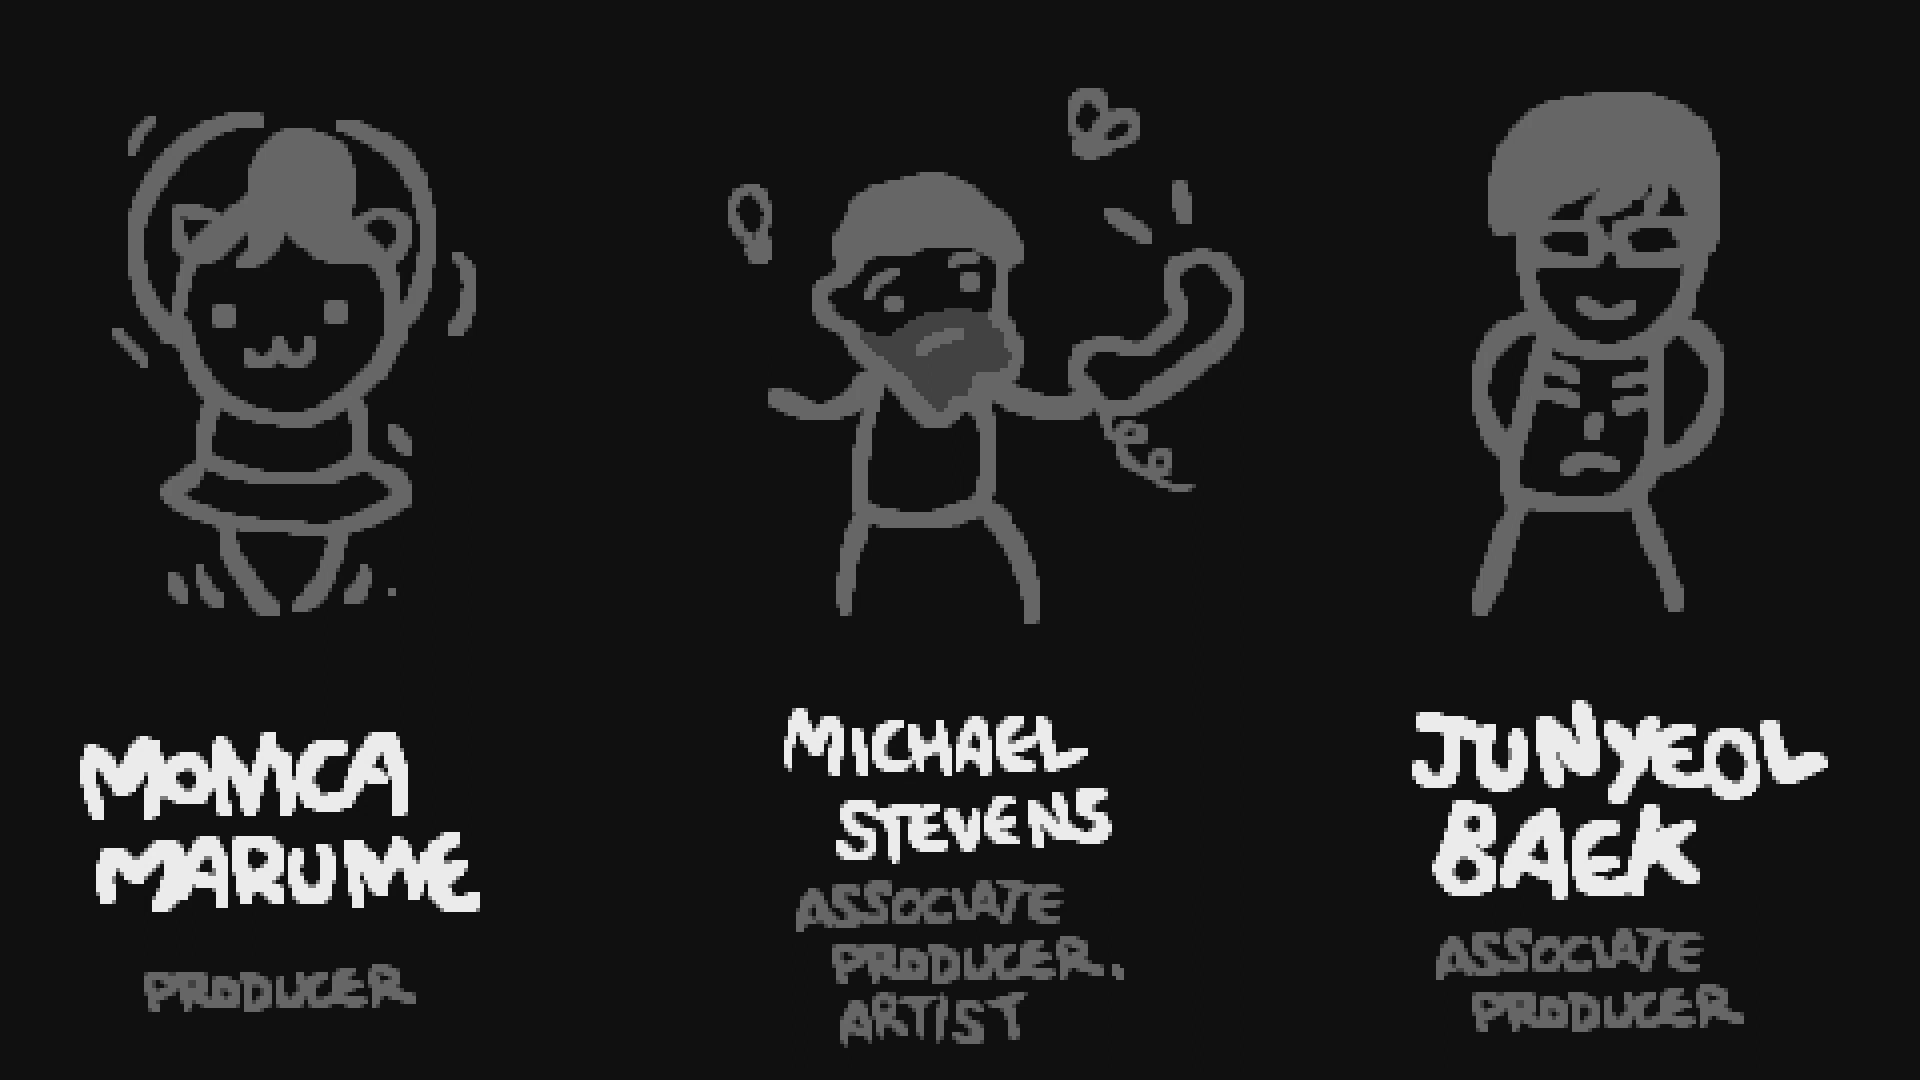 MONICA
MARUME
PRODUCER
MICHAEL
STEVENS
ASSOCIATE
PRODUCER,
ARTIST
JUNYEOL
BAEK
ASSOCIATE
PRODUCER